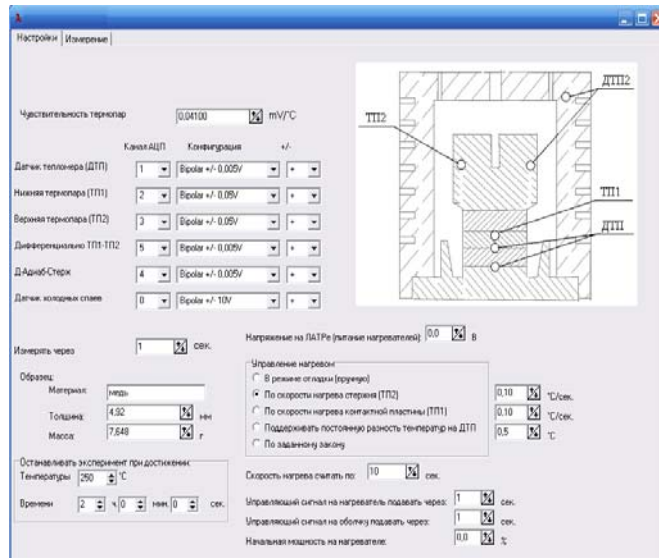 Настройки Измерение
Чувствительность термопар 0,04100 mV/°C
Канал АЦП Конфигурация +/-
Датчик тепломера (ДТП) 1 Bipolar +/- 0,005V +
Нижняя термопара (ТП1) 2 Bipolar +/- 0,05V +
Верхняя термопара (ТП2) 3 Bipolar +/- 0,05V +
Дифференциально ТП1-ТП2 5 Bipolar +/- 0,005V +
Д-Адиаб-Стерж 4 Bipolar +/- 0,005V +
Датчик холодных спаев 0 Bipolar +/- 10V +
ДТП2
ТП2
ТП1
ДТП
Измерять через 1 сек.
Образец:
Материал: медь
Толщина: 4,92 мм
Масса: 7,648 г
Останавливать эксперимент при достижении:
Температуры 250 °C
Времени 2 ч. 0 мин. 0 сек.
Напряжение на ЛАТРе (питание нагревателей) 0,0 В
Управление нагревом:
В режиме отладки (вручную)
По скорости нагрева стержня (ТП2) 0,10 °C/сек.
По скорости нагрева контактной пластины (ТП1) 0,10 °C/сек.
Поддерживать постоянную разность температур на ДТП 0,5 °C
По заданному закону
Скорость нагрева считать по: 10 сек.
Управляющий сигнал на нагреватель подавать через: 1 сек.
Управляющий сигнал на оболчку подавать через: 1 сек.
Начальная мощность на нагревателе: 0,0 %